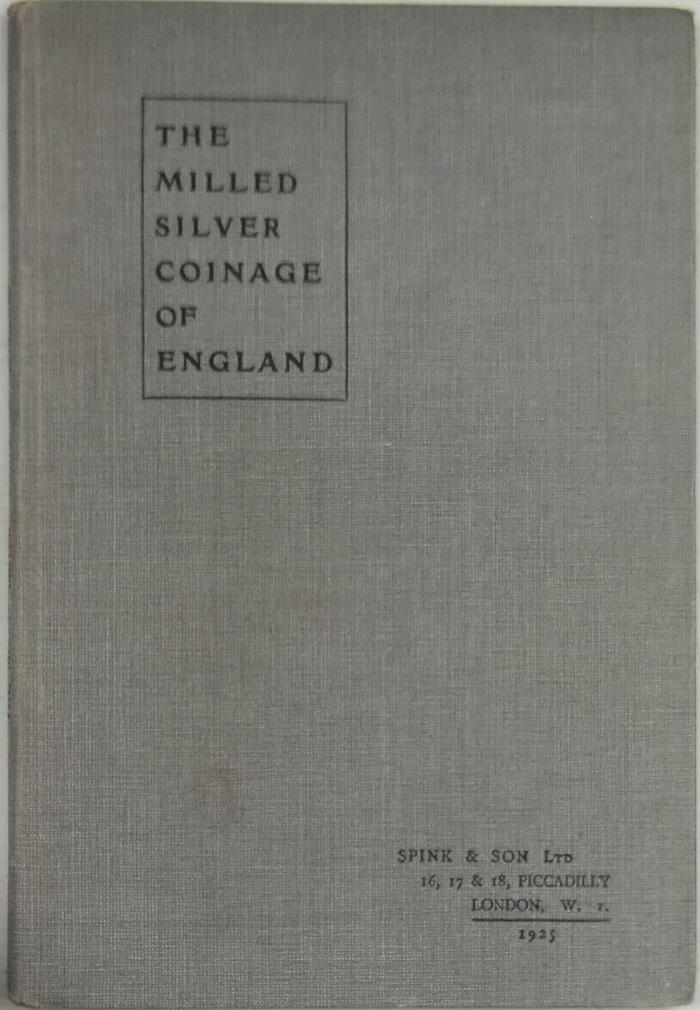 THE
MILLED
SILVER
COINAGE
OF
ENGLAND
SPINK & SON LTD
16, 17 & 18, PICCADILLY
LONDON, W. 1.
1925